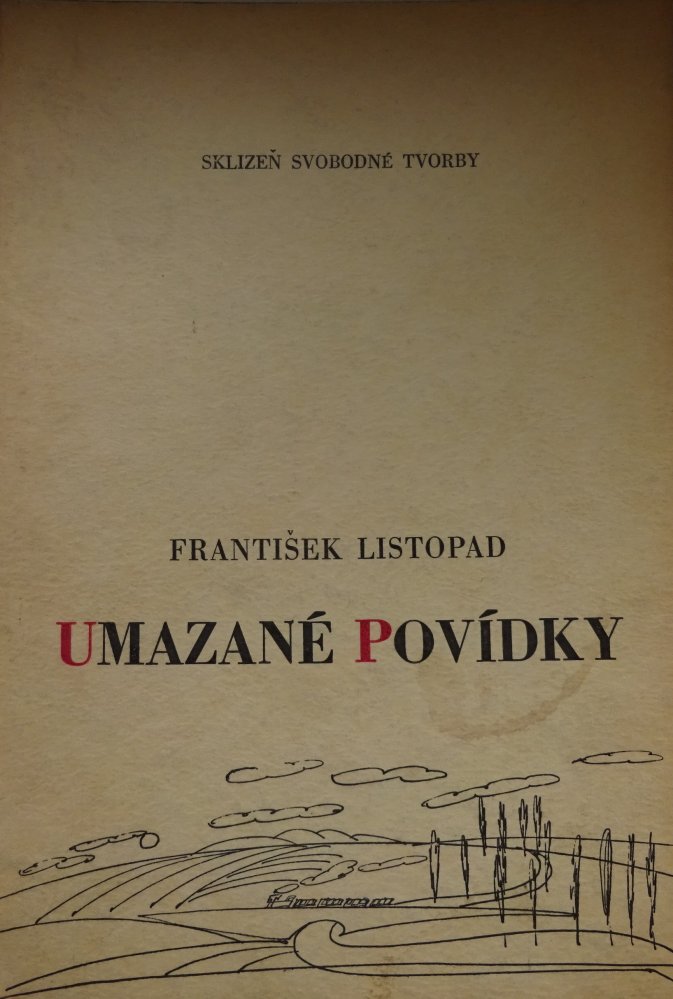 SKLIZEŇ SVOBODNÉ TVORBY
FRANTIŠEK LISTOPAD
UMAZANÉ POVÍDKY